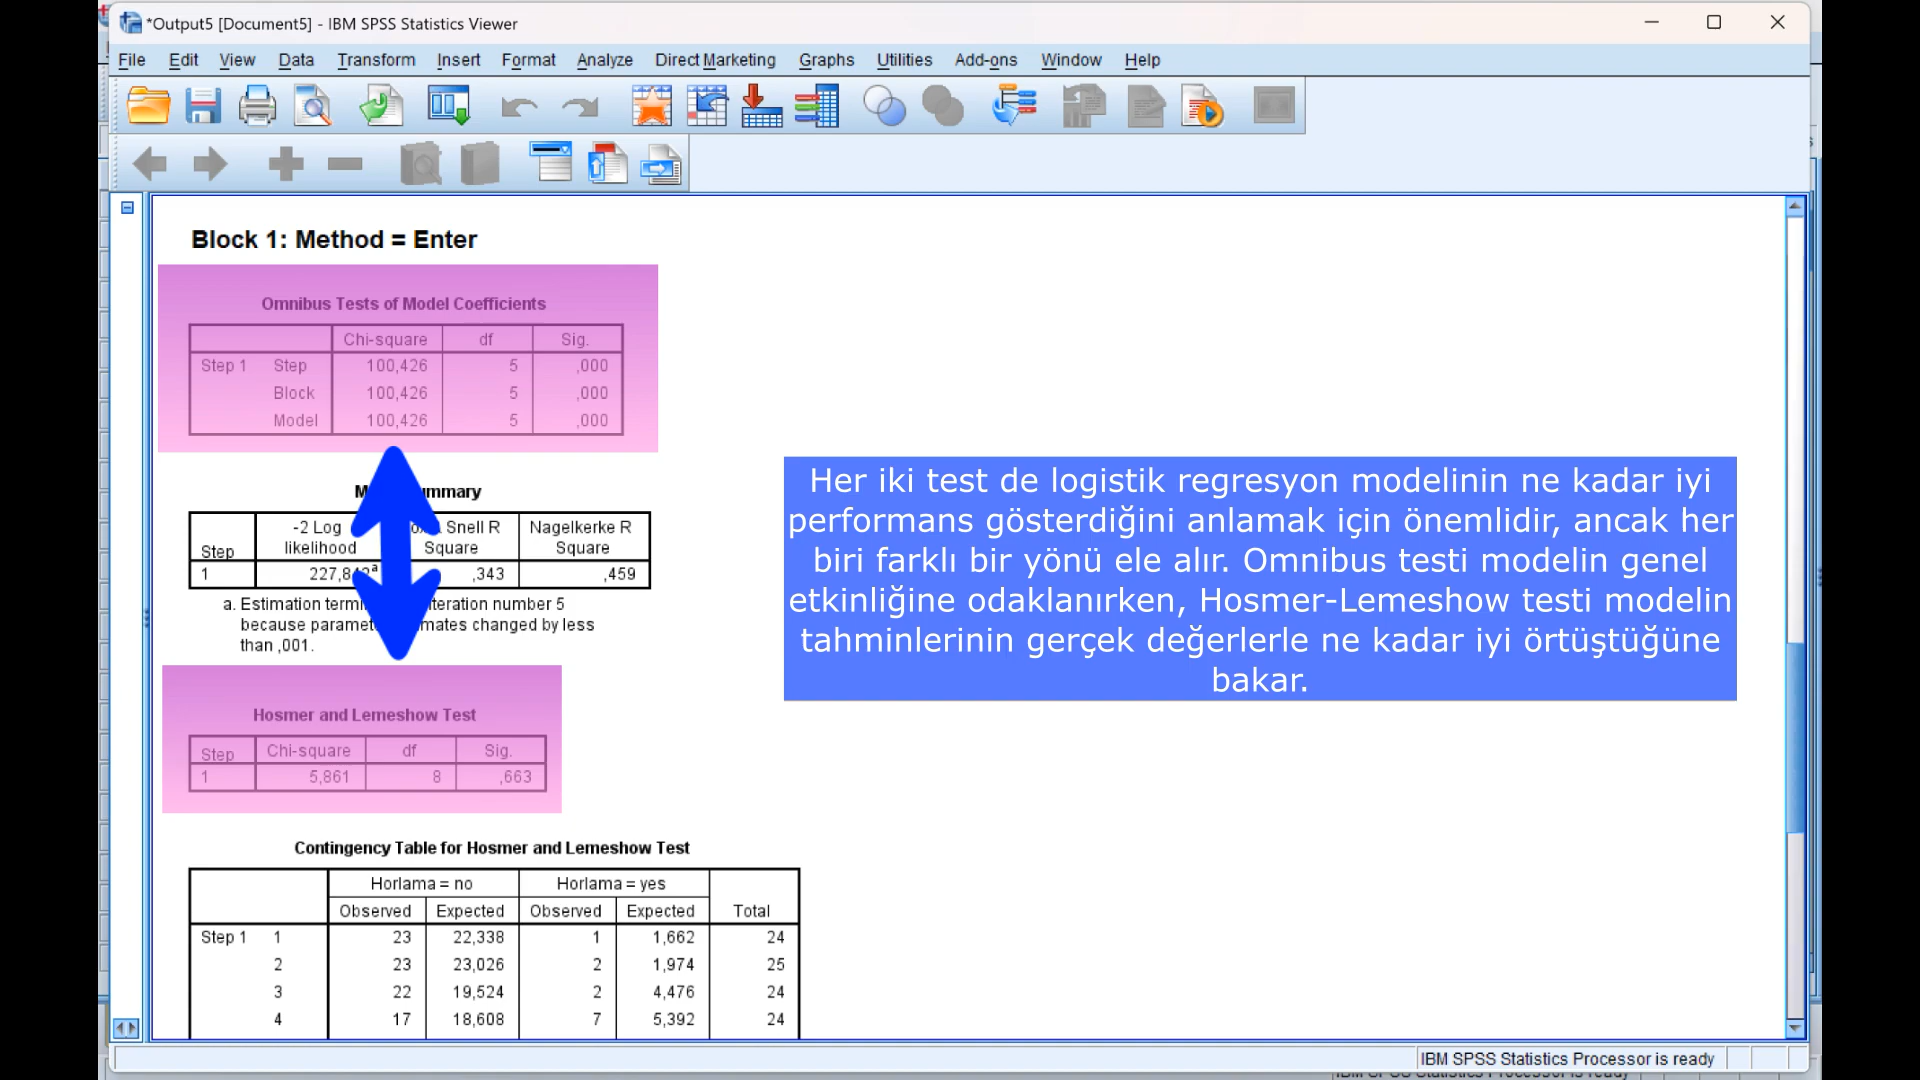 *Output5 [Document5] - IBM SPSS Statistics Viewer
File Edit View Data Transform Insert Format Analyze Direct Marketing Graphs Utilities Add-ons Window Help
Block 1: Method = Enter
Omnibus Tests of Model Coefficients
Chi-square df Sig.
Step 1 Step 100,426 5 ,000
Block 100,426 5 ,000
Model 100,426 5 ,000
Her iki test de logistik regresyon modelinin ne kadar iyi
performans gösterdiğini anlamak için önemlidir, ancak her
biri farklı bir yönü ele alır. Omnibus testi modelin genel
etkinliğine odaklanırken, Hosmer-Lemeshow testi modelin
tahminlerinin gerçek değerlerle ne kadar iyi örtüştüğüne
bakar.
-2 Log Snell R Nagelkerke R
Step likelihood Square Square
1 ,343 ,459
a. Estimation iteration number 5
because changed by less
than ,001.
Hosmer and Lemeshow Test
Step Chi-square df Sig.
1 5,861 8 ,663
Contingency Table for Hosmer and Lemeshow Test
Horlama = no Horlama = yes
Observed Expected Observed Expected Total
Step 1 1 23 22,338 1 1,662 24
2 23 23,026 2 1,974 25
3 22 19,524 2 4,476 24
4 17 18,608 7 5,392 24
IBM SPSS Statistics Processor is ready